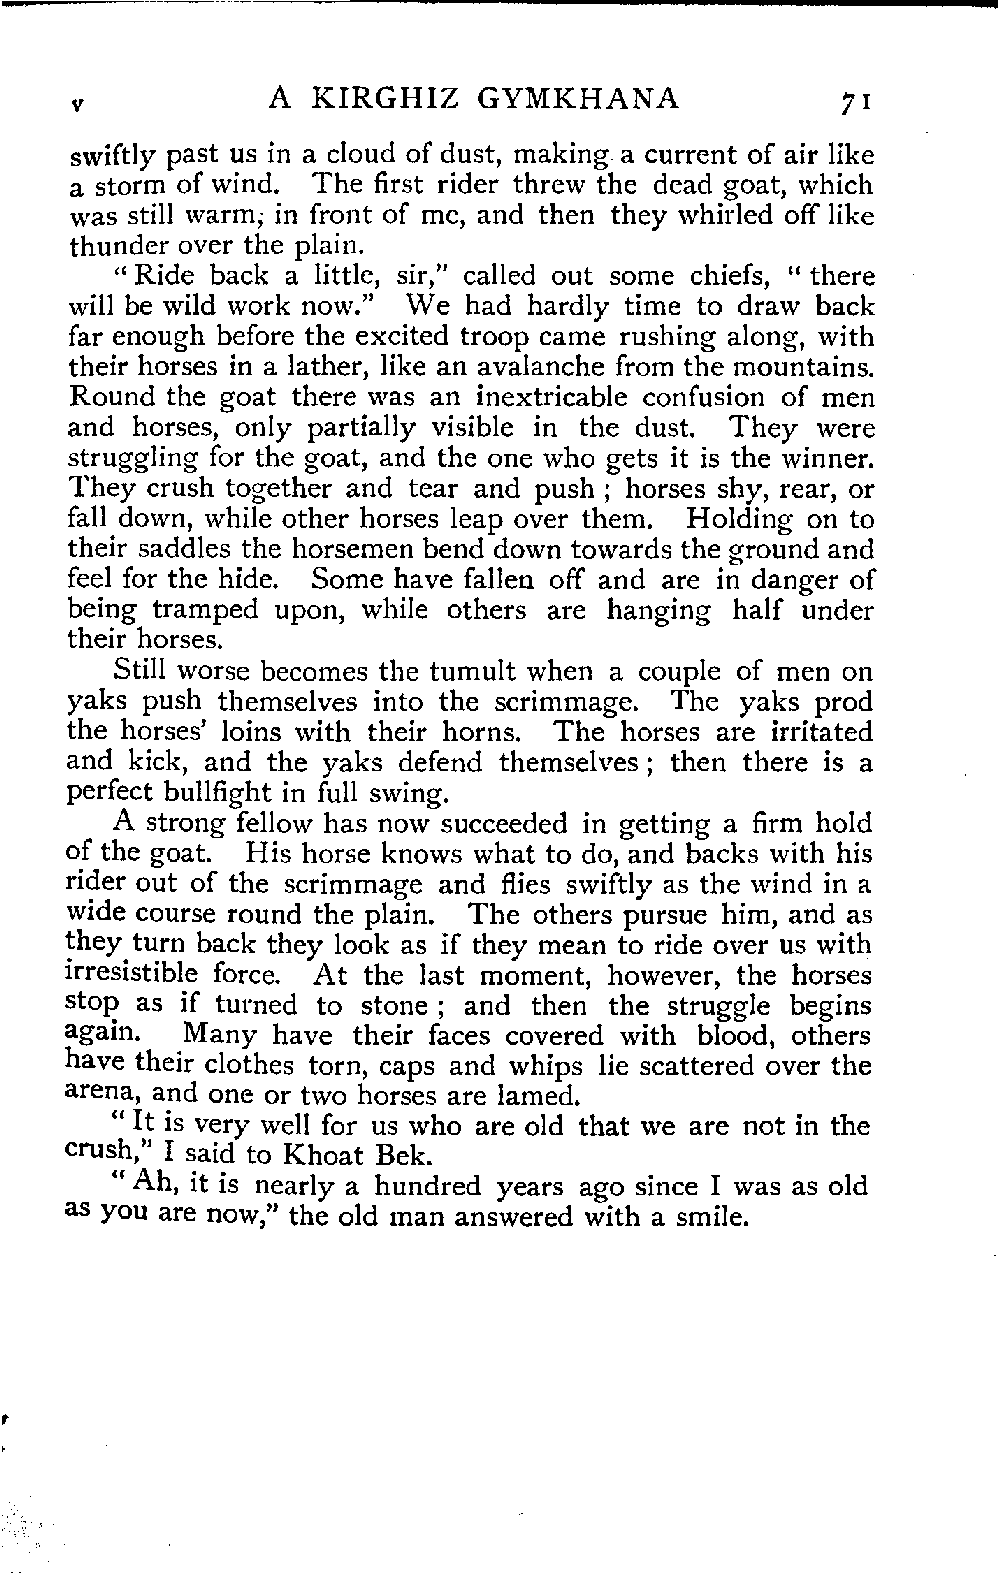 v A KIRGHIZ GYMKHANA 71
swiftly past us in a cloud of dust, making a current of air like
a storm of wind. The first rider threw the dead goat, which
was still warm, in front of me, and then they whirled off like
thunder over the plain.
"Ride back a little, sir," called out some chiefs, "there
will be wild work now." We had hardly time to draw back
far enough before the excited troop came rushing along, with
their horses in a lather, like an avalanche from the mountains.
Round the goat there was an inextricable confusion of men
and horses, only partially visible in the dust. They were
struggling for the goat, and the one who gets it is the winner.
They crush together and tear and push ; horses shy, rear, or
fall down, while other horses leap over them. Holding on to
their saddles the horsemen bend down towards the ground and
feel for the hide. Some have fallen off and are in danger of
being tramped upon, while others are hanging half under
their horses.
Still worse becomes the tumult when a couple of men on
yaks push themselves into the scrimmage. The yaks prod
the horses' loins with their horns. The horses are irritated
and kick, and the yaks defend themselves ; then there is a
perfect bullfight in full swing.
A strong fellow has now succeeded in getting a firm hold
of the goat. His horse knows what to do, and backs with his
rider out of the scrimmage and flies swiftly as the wind in a
wide course round the plain. The others pursue him, and as
they turn back they look as if they mean to ride over us with
irresistible force. At the last moment, however, the horses
stop as if turned to stone ; and then the struggle begins
again. Many have their faces covered with blood, others
have their clothes torn, caps and whips lie scattered over the
arena, and one or two horses are lamed.
"It is very well for us who are old that we are not in the
crush," I said to Khoat Bek.
"Ah, it is nearly a hundred years ago since I was as old
as you are now," the old man answered with a smile.